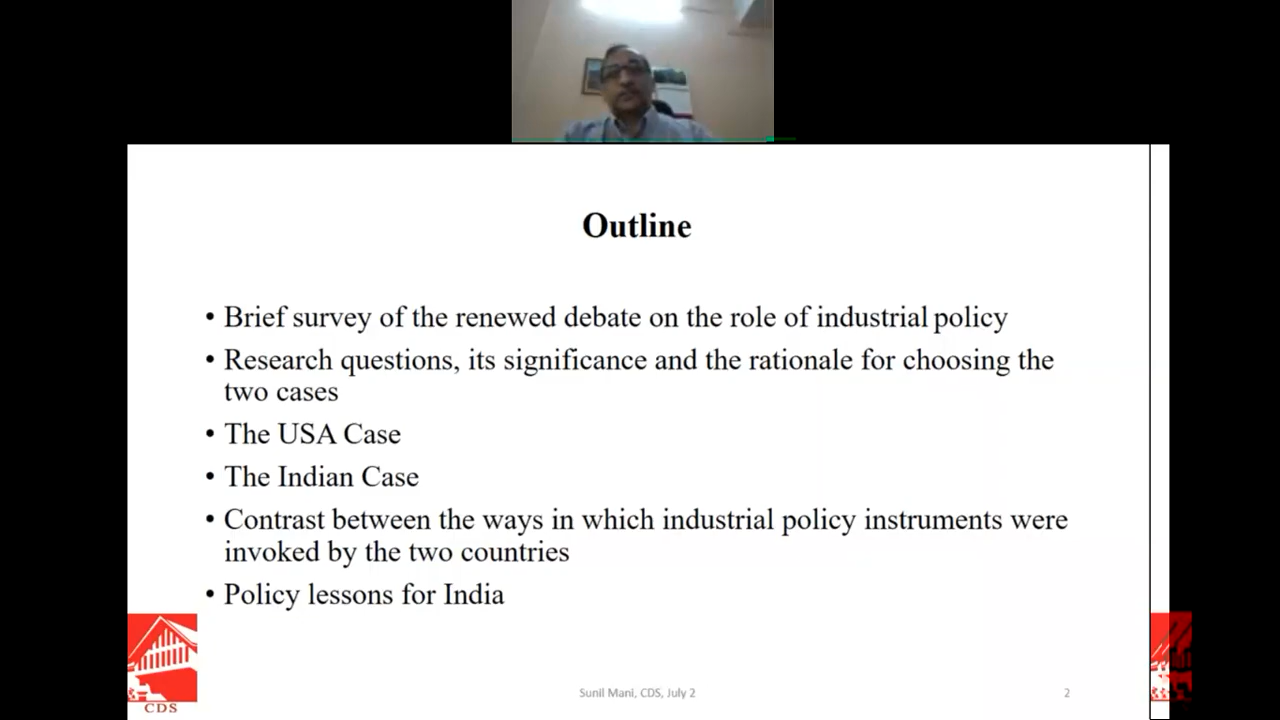 Outline
• Brief survey of the renewed debate on the role of industrial policy
• Research questions, its significance and the rationale for choosing the
two cases
• The USA Case
• The Indian Case
• Contrast between the ways in which industrial policy instruments were
invoked by the two countries
• Policy lessons for India
CDS
Sunil Mani, CDS, July 2
2